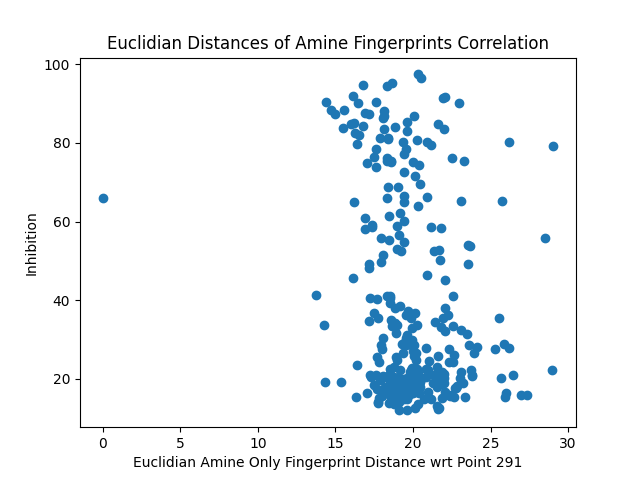 Euclidian Distances of Amine Fingerprints Correlation
100
80
60
40
20
Inhibition
0 5 10 15 20 25 30
Euclidian Amine Only Fingerprint Distance wrt Point 291